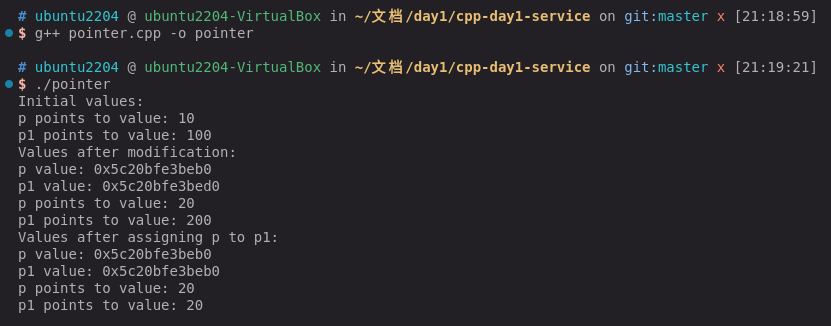 # ubuntu2204 @ ubuntu2204-VirtualBox in ~/文档/day1/cpp-day1-service on git:master x [21:18:59]
$ g++ pointer.cpp -o pointer
# ubuntu2204 @ ubuntu2204-VirtualBox in ~/文档/day1/cpp-day1-service on git:master x [21:19:21]
$ ./pointer
Initial values:
p points to value: 10
p1 points to value: 100
Values after modification:
p value: 0x5c20bfe3beb0
p1 value: 0x5c20bfe3bed0
p points to value: 20
p1 points to value: 200
Values after assigning p to p1:
p value: 0x5c20bfe3beb0
p1 value: 0x5c20bfe3beb0
p points to value: 20
p1 points to value: 20